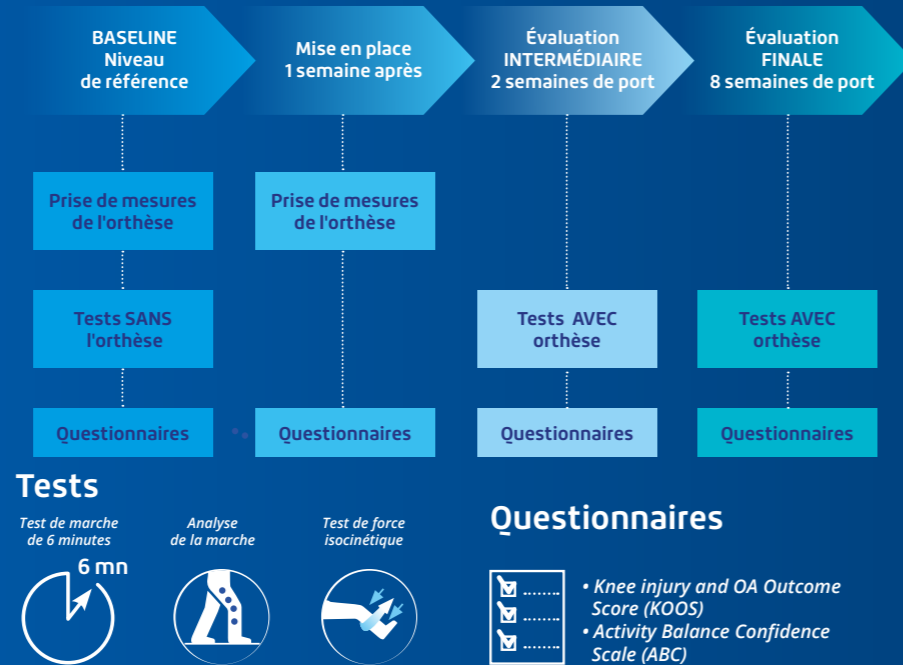 BASELINE
Niveau
de référence
Mise en place
1 semaine après
Évaluation
INTERMÉDIAIRE
2 semaines de port
Évaluation
FINALE
8 semaines de port
Prise de mesures
de l'orthèse
Prise de mesures
de l'orthèse
Tests SANS
l'orthèse
Tests AVEC
orthèse
Tests AVEC
orthèse
Questionnaires
Questionnaires
Questionnaires
Questionnaires
Tests
Test de marche
de 6 minutes
6 mn
Analyse
de la marche
Test de force
isocinétique
Questionnaires
• Knee injury and OA Outcome
Score (KOOS)
• Activity Balance Confidence
Scale (ABC)